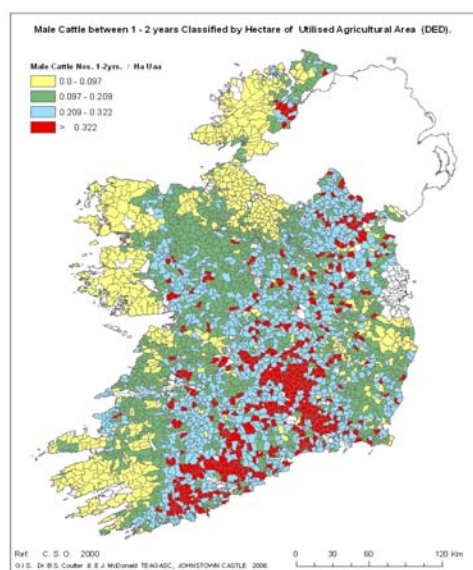 Male Cattle between 1 - 2 years Classified by Hectare of Utilised Agricultural Area (DED).
Male Cattle Nos. 1-2yrs. / Ha Uaa
0.0 - 0.097
0.097 - 0.209
0.209 - 0.322
> 0.322
Ref: C. S. O. 2000
G.I.S. Dr. B.S. Coulter & E.J. McDonald TEAGASC, JOHNSTOWN CASTLE 2006.
0 30 60 120 Km